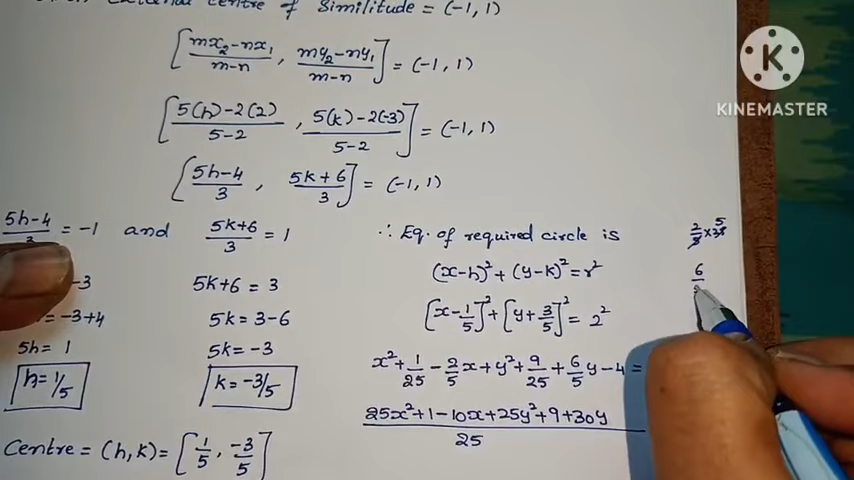 external centre of Similitude = (-1, 1)
[mx₂-nx₁/m-n , my₂-ny₁/m-n] = (-1, 1)
[5(h)-2(2)/5-2 , 5(k)-2(-3)/5-2] = (-1, 1)
[5h-4/3 , 5k+6/3] = (-1, 1)
5h-4/3 = -1 and 5k+6/3 = 1
-3
= -3+4
5h = 1
h = 1/5
5k+6 = 3
5k = 3-6
5k = -3
k = -3/5
Centre = (h, k) = [1/5, -3/5]
∴ Eq. of required circle is
(x-h)²+(y-k)² = r²
[x-1/5]²+[y+3/5]² = 2²
x²+1/25-2/5x+y²+9/25+6/5y-4 =
25x²+1-10x+25y²+9+30y/25
6
K
KINEMASTER